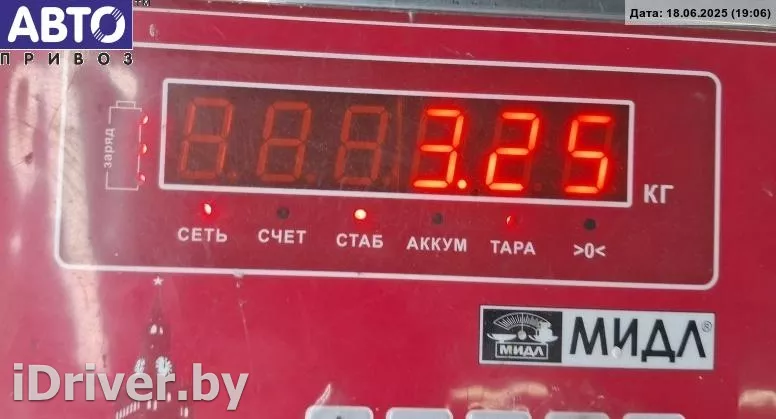 АВТО™
ПРИВОЗ
Дата: 18.06.2025 (19:06)
заряд
3.25
КГ
СЕТЬ СЧЕТ СТАБ АККУМ ТАРА >0<
МИДЛ МИДЛ®
iDriver.by